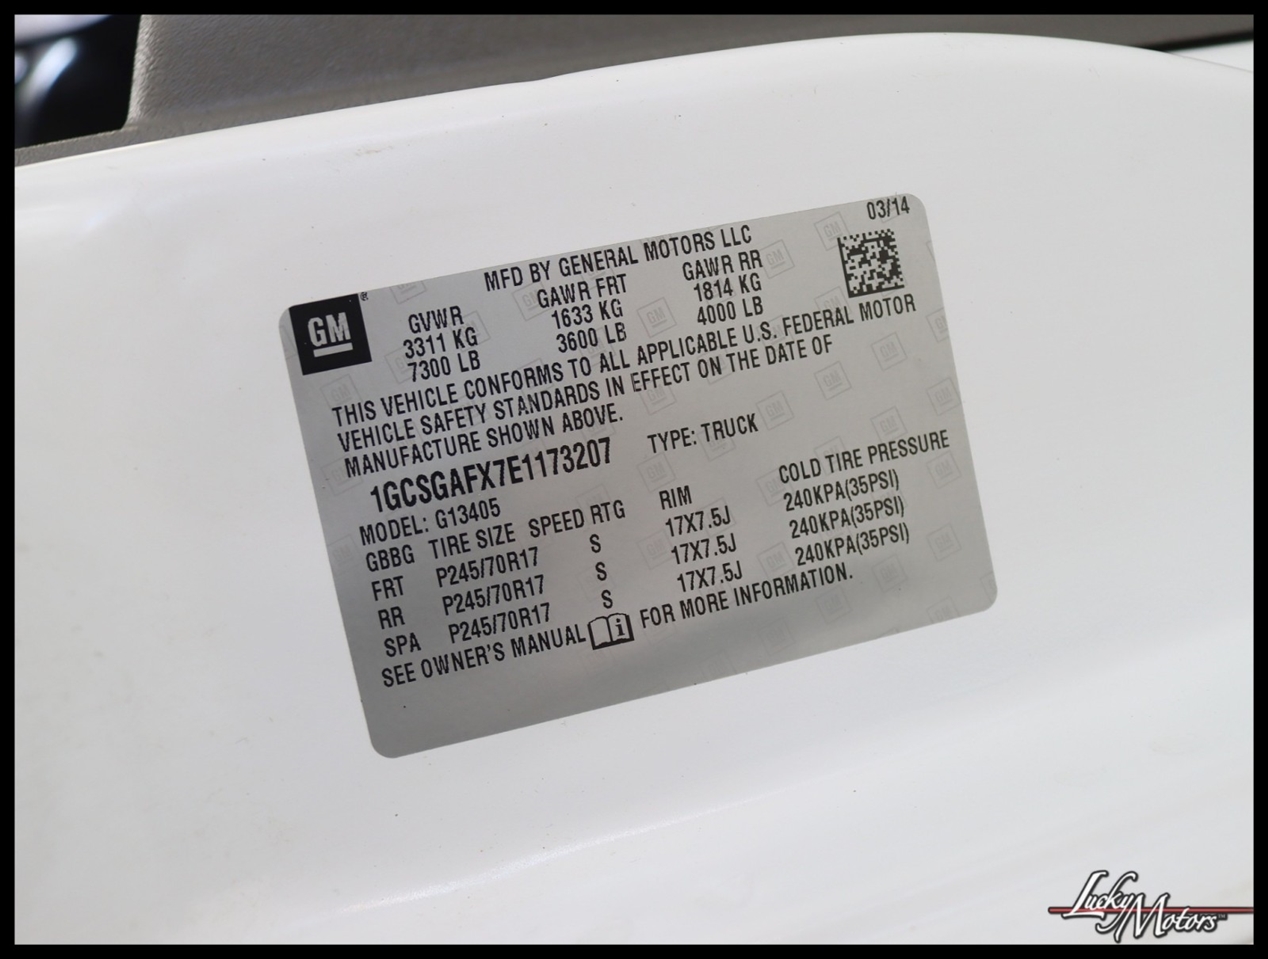 03/14
MFD BY GENERAL MOTORS LLC
GM®
GVWR GAWR FRT GAWR RR
3311 KG 1633 KG 1814 KG
7300 LB 3600 LB 4000 LB
THIS VEHICLE CONFORMS TO ALL APPLICABLE U.S. FEDERAL MOTOR
VEHICLE SAFETY STANDARDS IN EFFECT ON THE DATE OF
MANUFACTURE SHOWN ABOVE.
1GCSGAFX7E1173207 TYPE: TRUCK
MODEL: G13405
GBBG TIRE SIZE SPEED RTG RIM COLD TIRE PRESSURE
FRT P245/70R17 S 17X7.5J 240KPA(35PSI)
RR P245/70R17 S 17X7.5J 240KPA(35PSI)
SPA P245/70R17 S 17X7.5J 240KPA(35PSI)
SEE OWNER'S MANUAL i FOR MORE INFORMATION.
Lucky Motors™